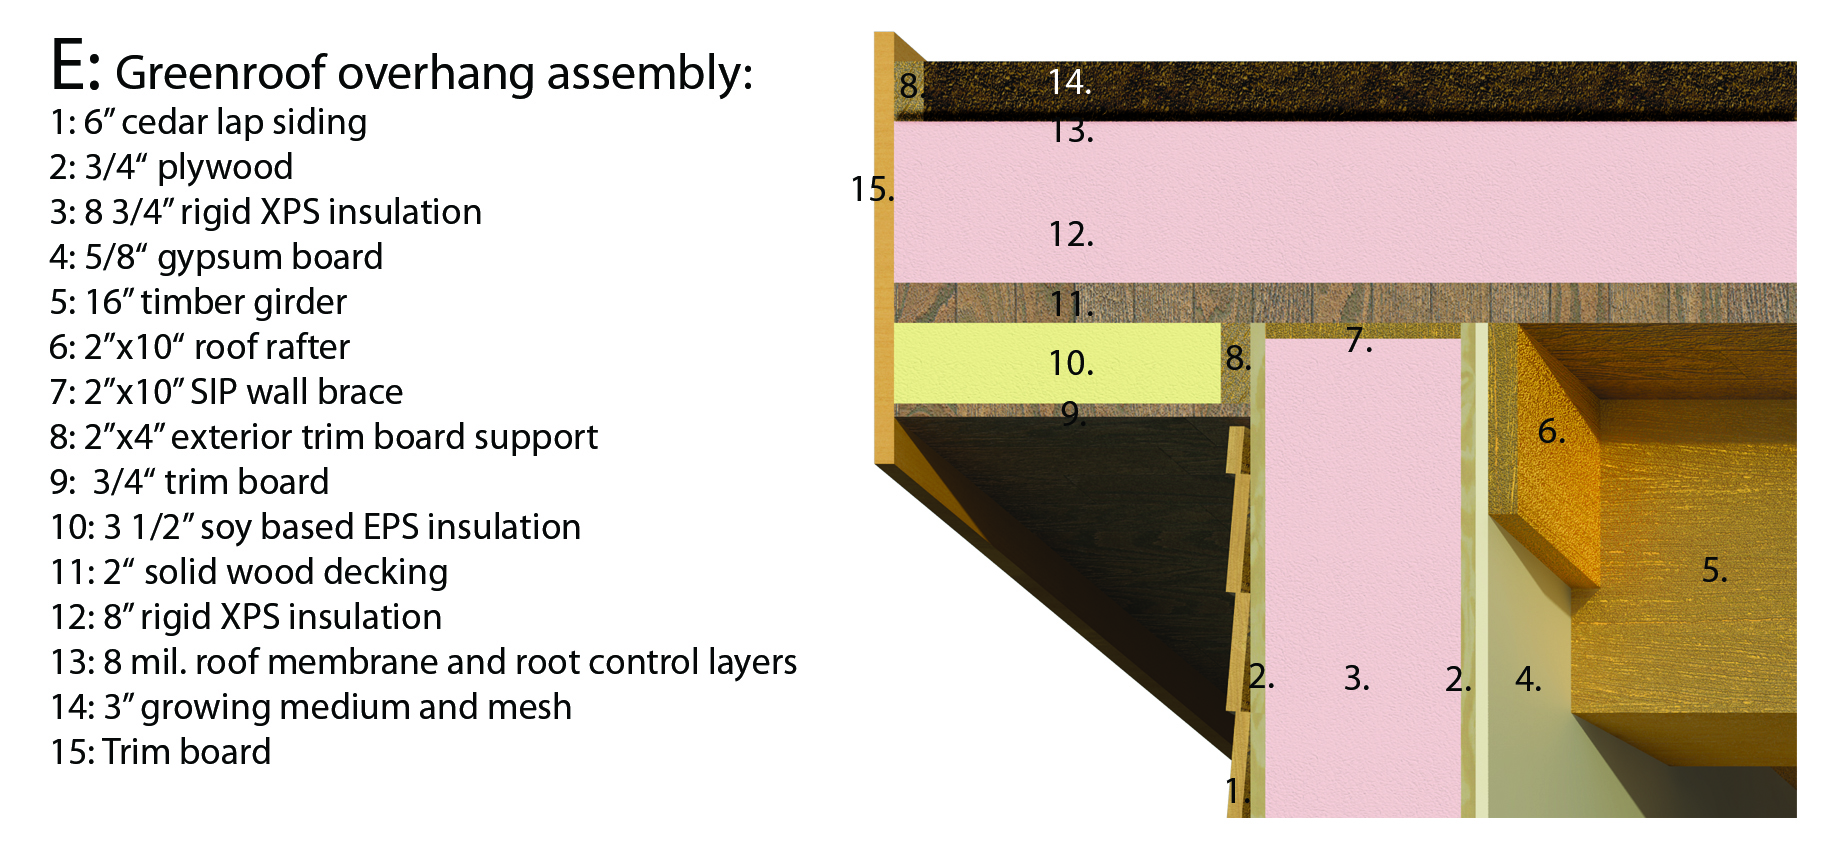 E: Greenroof overhang assembly:
1: 6” cedar lap siding
2: 3/4“ plywood
3: 8 3/4” rigid XPS insulation
4: 5/8“ gypsum board
5: 16” timber girder
6: 2”x10“ roof rafter
7: 2”x10” SIP wall brace
8: 2”x4” exterior trim board support
9:  3/4“ trim board
10: 3 1/2” soy based EPS insulation
11: 2“ solid wood decking
12: 8” rigid XPS insulation
13: 8 mil. roof membrane and root control layers
14: 3” growing medium and mesh
15: Trim board
8.
14.
13.
15.
12.
11.
7.
8.
10.
9.
6.
5.
2.
3.
2.
4.
1.